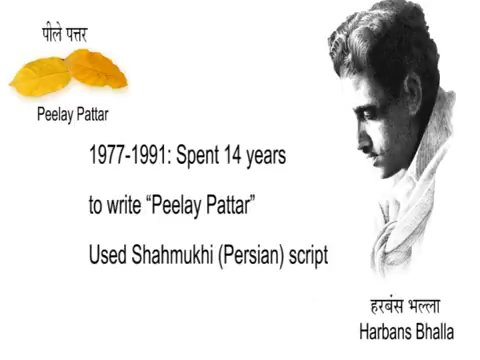 पीले पत्तर
Peelay Pattar
1977-1991: Spent 14 years
to write “Peelay Pattar”
Used Shahmukhi (Persian) script
हरबंस भल्ला
Harbans Bhalla